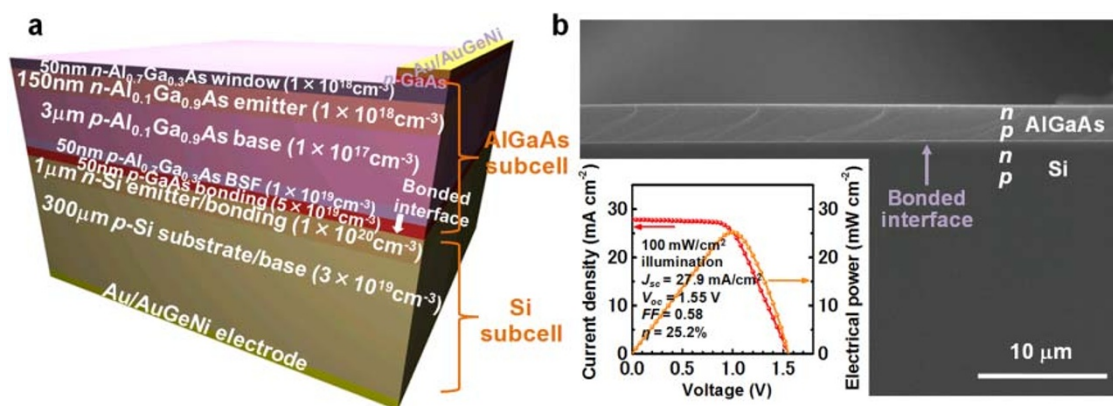 a
Au/AuGeNi
n-GaAs
50nm n-Al0.7Ga0.3As window (1×10^18cm^-3)
150nm n-Al0.1Ga0.9As emitter (1×10^18cm^-3)
3μm p-Al0.1Ga0.9As base (1×10^17cm^-3)
50nm p-Al0.7Ga0.3As BSF (1×10^19cm^-3)
50nm p-GaAs bonding (5×10^19cm^-3)
1μm n-Si emitter/bonding (1×10^20cm^-3)
300μm p-Si substrate/base (3×10^19cm^-3)
Au/AuGeNi electrode
AlGaAs
subcell
Bonded
interface
Si
subcell
b
n
p
AlGaAs
n
p
Si
Bonded
interface
10 μm
Current density (mA cm^-2)
30
25
20
15
10
5
0
100 mW/cm^2
illumination
Jsc = 27.9 mA/cm^2
Voc = 1.55 V
FF = 0.58
η = 25.2%
0.0
0.5
1.0
1.5
Voltage (V)
30
25
20
15
10
5
0
Electrical power (mW cm^-2)